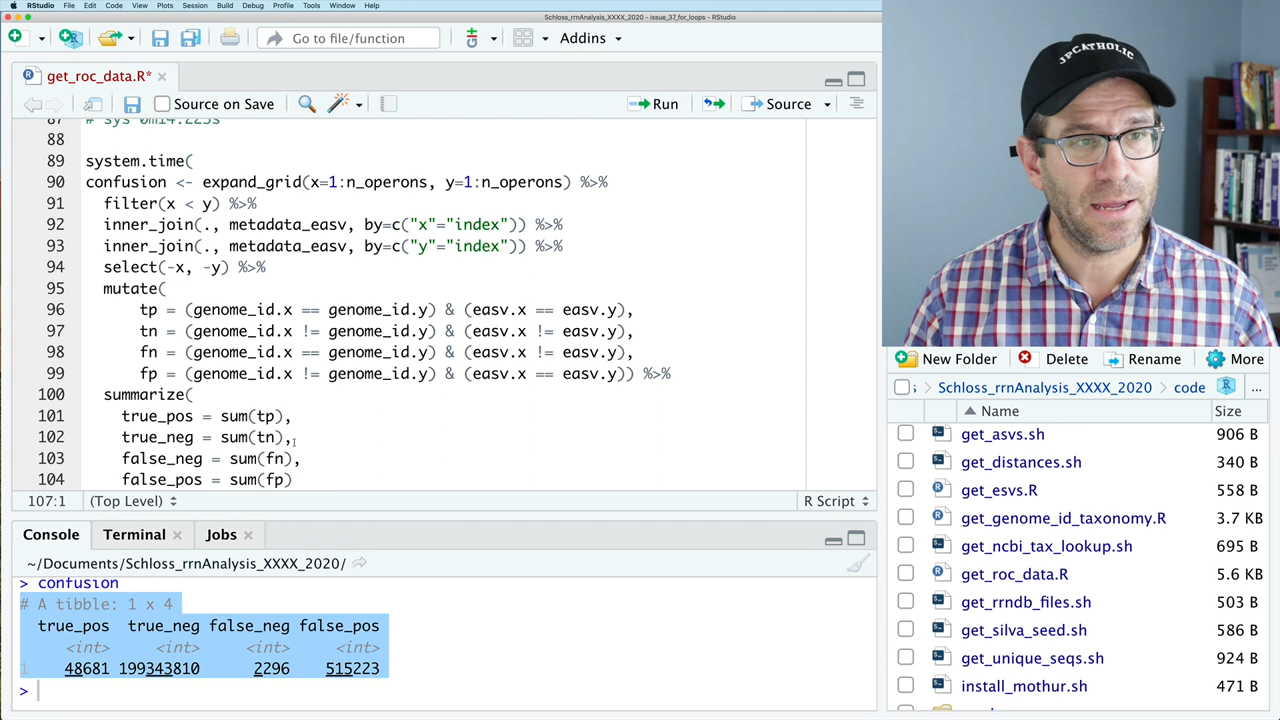 RStudio File Edit Code View Plots Session Build Debug Profile Tools Window Help
Schloss_rrnAnalysis_XXXX_2020 - issue_37_for_loops - RStudio
Go to file/function
Addins
get_roc_data.R*
Source on Save
Run
Source
87 # sys 0m14.225s
88
89 system.time(
90 confusion <- expand_grid(x=1:n_operons, y=1:n_operons) %>%
91 filter(x < y) %>%
92 inner_join(., metadata_easv, by=c("x"="index")) %>%
93 inner_join(., metadata_easv, by=c("y"="index")) %>%
94 select(-x, -y) %>%
95 mutate(
96 tp = (genome_id.x == genome_id.y) & (easv.x == easv.y),
97 tn = (genome_id.x != genome_id.y) & (easv.x != easv.y),
98 fn = (genome_id.x == genome_id.y) & (easv.x != easv.y),
99 fp = (genome_id.x != genome_id.y) & (easv.x == easv.y)) %>%
100 summarize(
101 true_pos = sum(tp),
102 true_neg = sum(tn),
103 false_neg = sum(fn),
104 false_pos = sum(fp)
107:1 (Top Level) R Script
Console Terminal Jobs
~/Documents/Schloss_rrnAnalysis_XXXX_2020/
> confusion
# A tibble: 1 x 4
true_pos true_neg false_neg false_pos
<int> <int> <int> <int>
1 48681 199343810 2296 515223
>
JPCATHOLIC
New Folder Delete Rename More
s Schloss_rrnAnalysis_XXXX_2020 code ...
Name Size
get_asvs.sh 906 B
get_distances.sh 340 B
get_esvs.R 558 B
get_genome_id_taxonomy.R 3.7 KB
get_ncbi_tax_lookup.sh 695 B
get_roc_data.R 5.6 KB
get_rrndb_files.sh 503 B
get_silva_seed.sh 586 B
get_unique_seqs.sh 924 B
install_mothur.sh 471 B